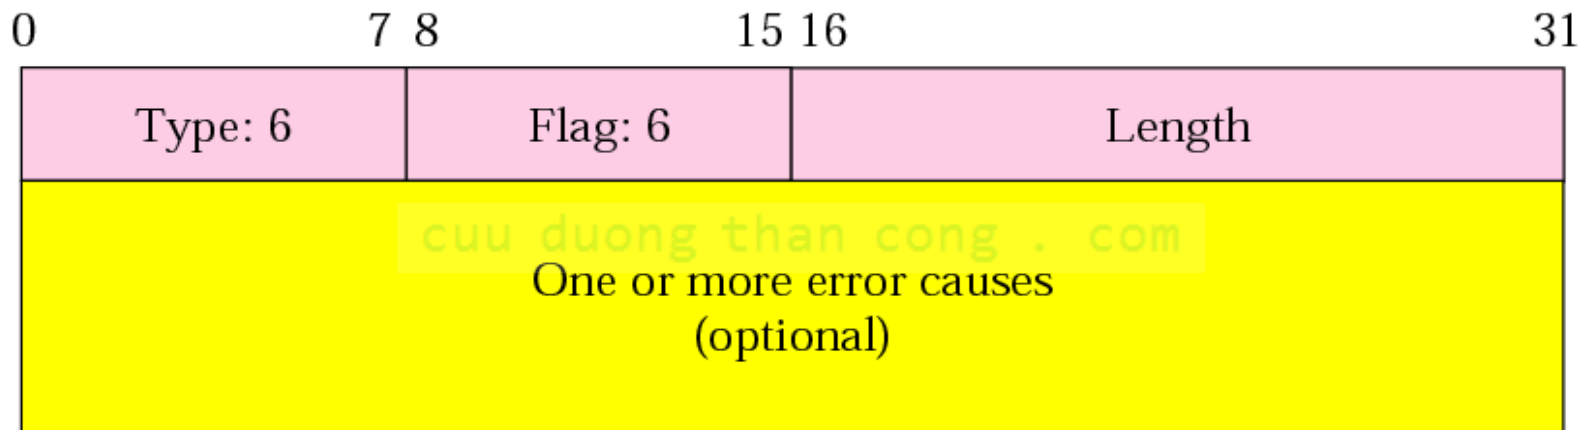 0 7 8 15 16 31
Type: 6 Flag: 6 Length
cuu duong than cong . com
One or more error causes
(optional)